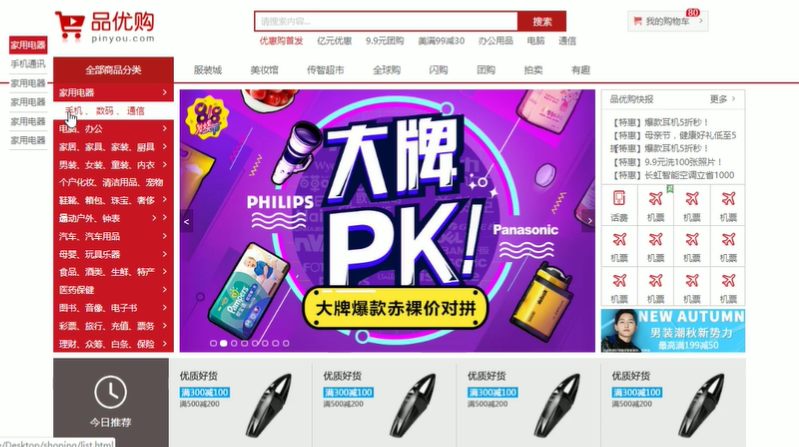 家用电器
手机通讯
家用电器
家用电器
家用电器
家用电器
品优购
pinyou.com
请搜索内容...
搜索
80
我的购物车
优惠购首发 亿元优惠 9.9元团购 美满99减30 办公用品 电脑 通信
全部商品分类
服装城 美妆馆 传智超市 全球购 闪购 团购 拍卖 有趣
家用电器
手机、数码、通信
电脑、办公
家居、家具、家装、厨具
男装、女装、童装、内衣
个户化妆、清洁用品、宠物
鞋靴、箱包、珠宝、奢侈
运动户外、钟表
汽车、汽车用品
母婴、玩具乐器
食品、酒类、生鲜、特产
医药保健
图书、音像、电子书
彩票、旅行、充值、票务
理财、众筹、白条、保险
818
大牌
PK!
PHILIPS
Panasonic
Pampers
大牌爆款赤裸价对拼
品优购快报
更多
【特惠】爆款耳机5折秒！
【特惠】母亲节，健康好礼低至5
【特惠】爆款耳机5折秒！
【特惠】9.9元洗100张照片！
【特惠】长虹智能空调立省1000
话费 机票 机票 机票
机票 机票 机票 机票
机票 机票 机票 机票
NEW AUTUMN
男装潮秋新势力
最高满199减50
今日推荐
优质好货 优质好货 优质好货 优质好货
满300减100 满300减100 满300减100 满300减100
满500减200 满500减200 满500减200 满500减200
/Desktop/shoping/list.html